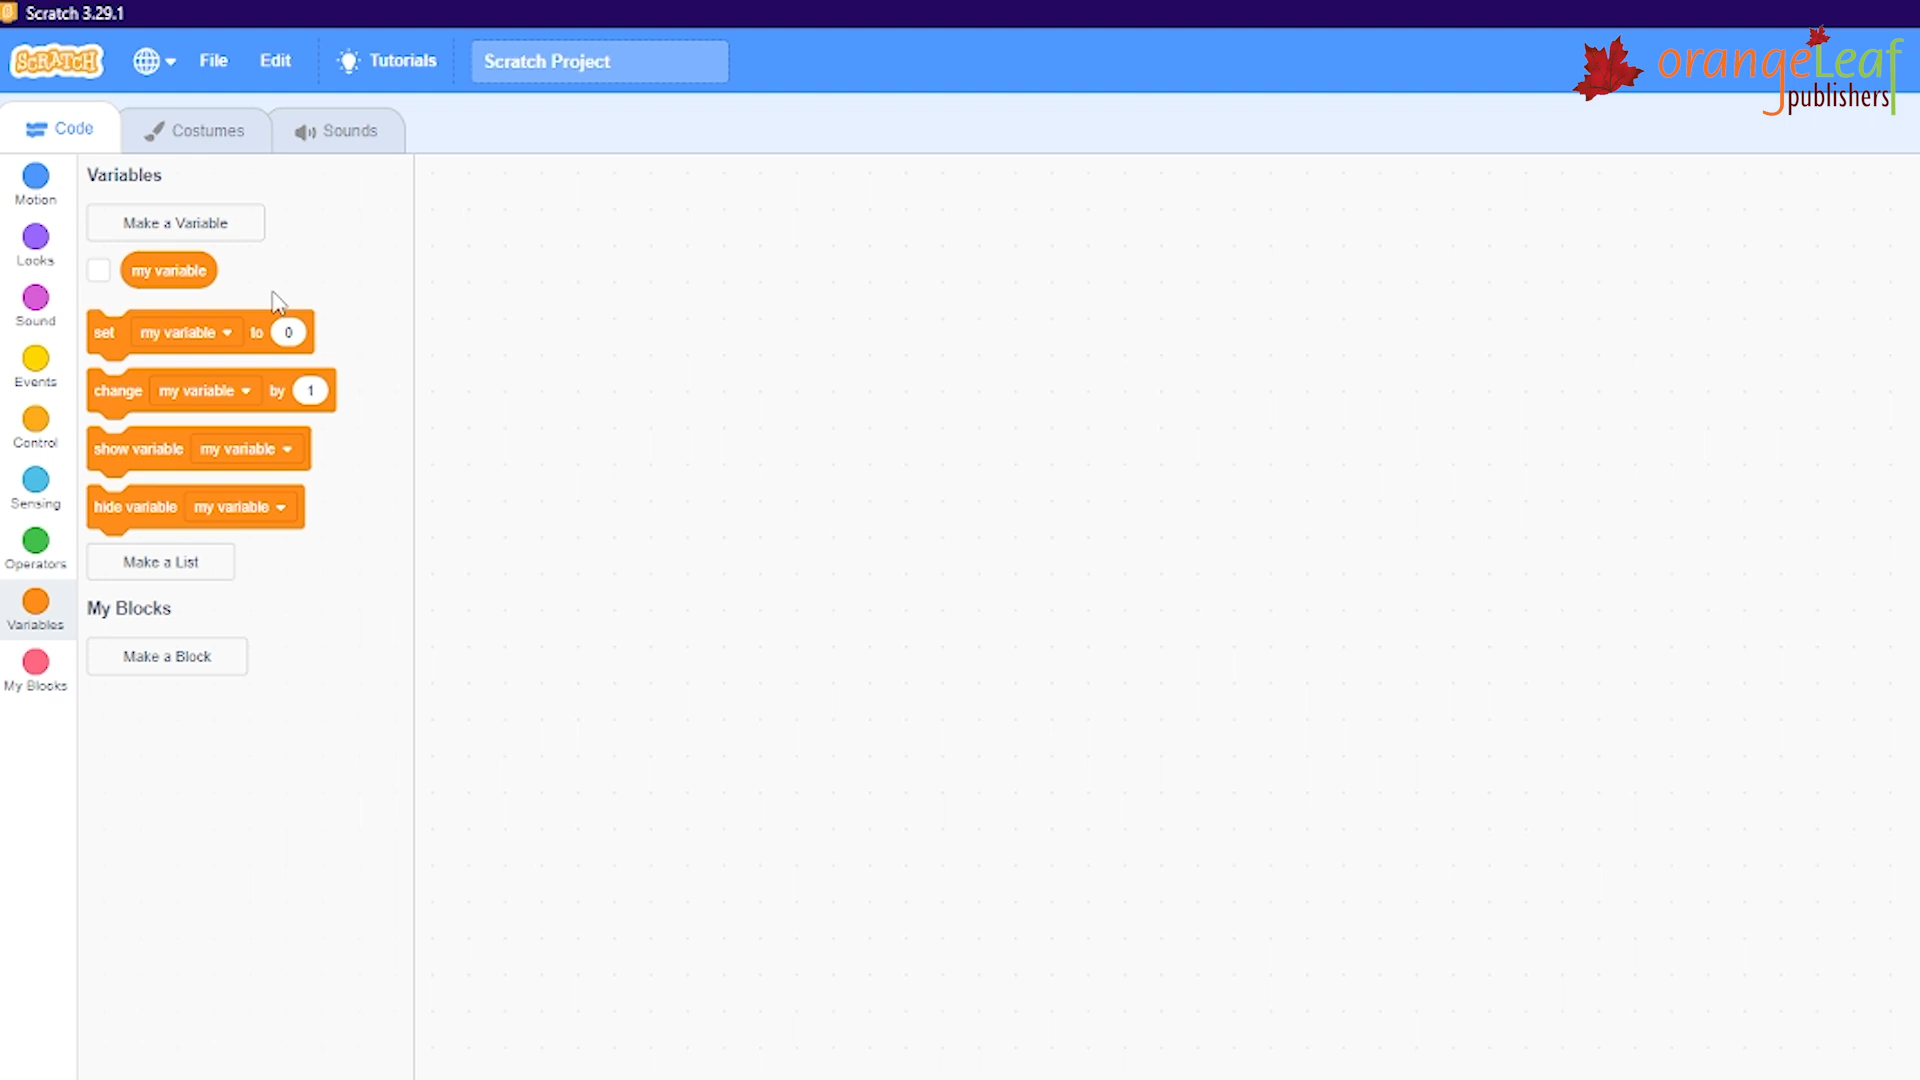 Scratch 3.29.1
SCRATCH File Edit Tutorials Scratch Project
orangeLeaf
publishers
Code Costumes Sounds
Motion
Looks
Sound
Events
Control
Sensing
Operators
Variables
My Blocks
Variables
Make a Variable
my variable
set my variable to 0
change my variable by 1
show variable my variable
hide variable my variable
Make a List
My Blocks
Make a Block